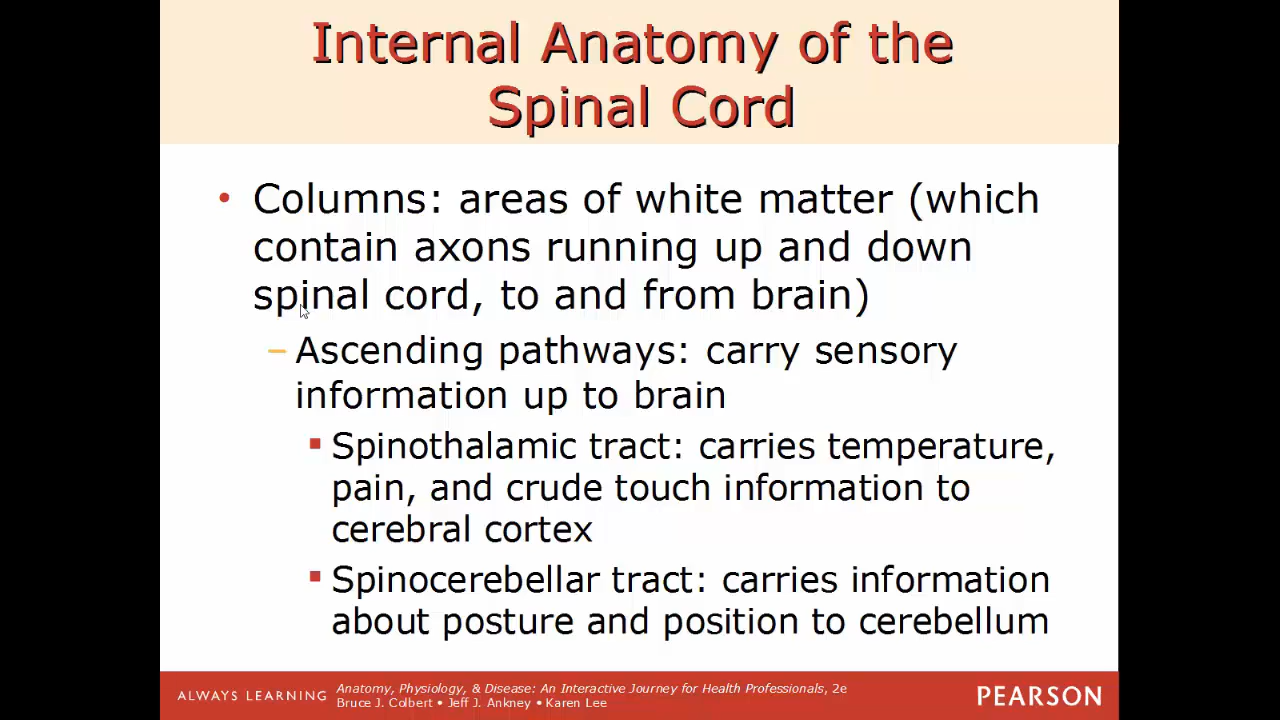 Internal Anatomy of the
Spinal Cord
• Columns: areas of white matter (which
contain axons running up and down
spinal cord, to and from brain)
– Ascending pathways: carry sensory
information up to brain
▪ Spinothalamic tract: carries temperature,
pain, and crude touch information to
cerebral cortex
▪ Spinocerebellar tract: carries information
about posture and position to cerebellum
ALWAYS LEARNING
Anatomy, Physiology, & Disease: An Interactive Journey for Health Professionals, 2e
Bruce J. Colbert • Jeff J. Ankney • Karen Lee
PEARSON